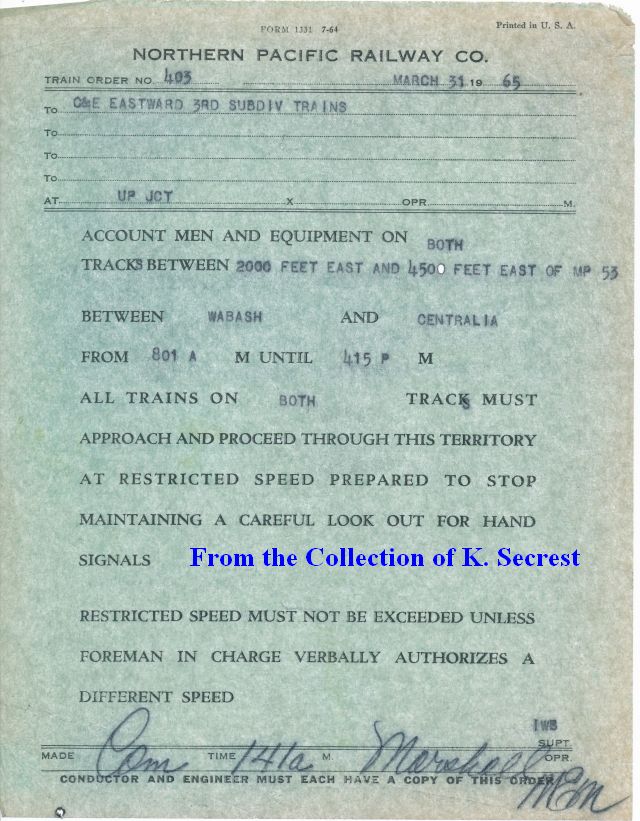 FORM 1331 7-64
Printed in U. S. A.
NORTHERN PACIFIC RAILWAY CO.
TRAIN ORDER NO. 403 MARCH 31 19 65
To C&E EASTWARD 3RD SUBDIV TRAINS
To
To
To
AT UP JCT X OPR. M.
ACCOUNT MEN AND EQUIPMENT ON BOTH
TRACKS BETWEEN 2000 FEET EAST AND 4500 FEET EAST OF MP 53
BETWEEN WABASH AND CENTRALIA
FROM 801 A M UNTIL 415 P M
ALL TRAINS ON BOTH TRACKS MUST
APPROACH AND PROCEED THROUGH THIS TERRITORY
AT RESTRICTED SPEED PREPARED TO STOP
MAINTAINING A CAREFUL LOOK OUT FOR HAND
SIGNALS From the Collection of K. Secrest
RESTRICTED SPEED MUST NOT BE EXCEEDED UNLESS
FOREMAN IN CHARGE VERBALLY AUTHORIZES A
DIFFERENT SPEED
IWB
SUPT.
MADE Com TIME 141a M. Marshall OPR.
CONDUCTOR AND ENGINEER MUST EACH HAVE A COPY OF THIS ORDER